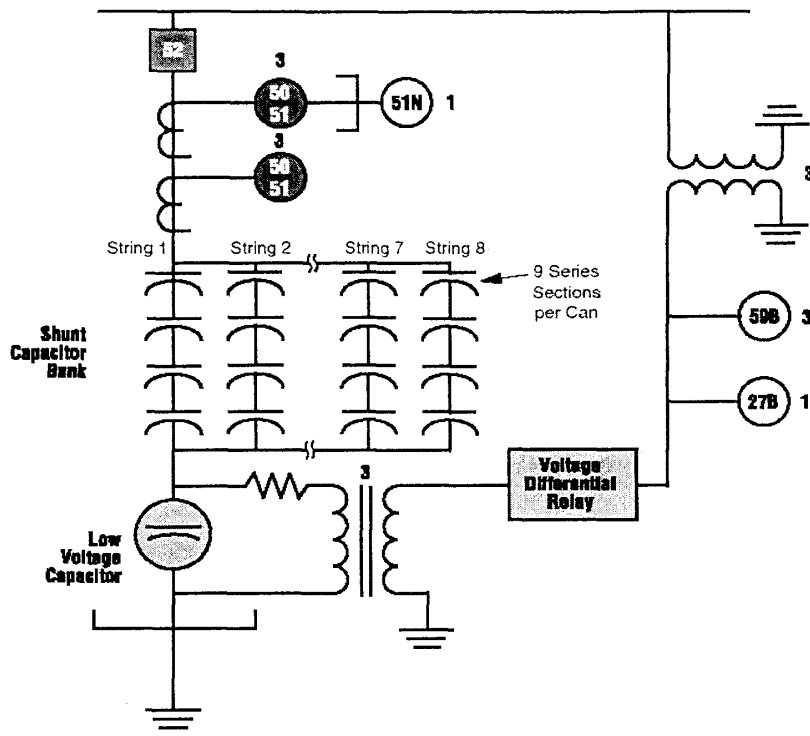 52
3
50
51
51N
1
3
50
51
3
String 1
String 2
String 7
String 8
9 Series
Sections
per Can
Shunt
Capacitor
Bank
59B
3
27B
1
3
Voltage
Differential
Relay
Low
Voltage
Capacitor